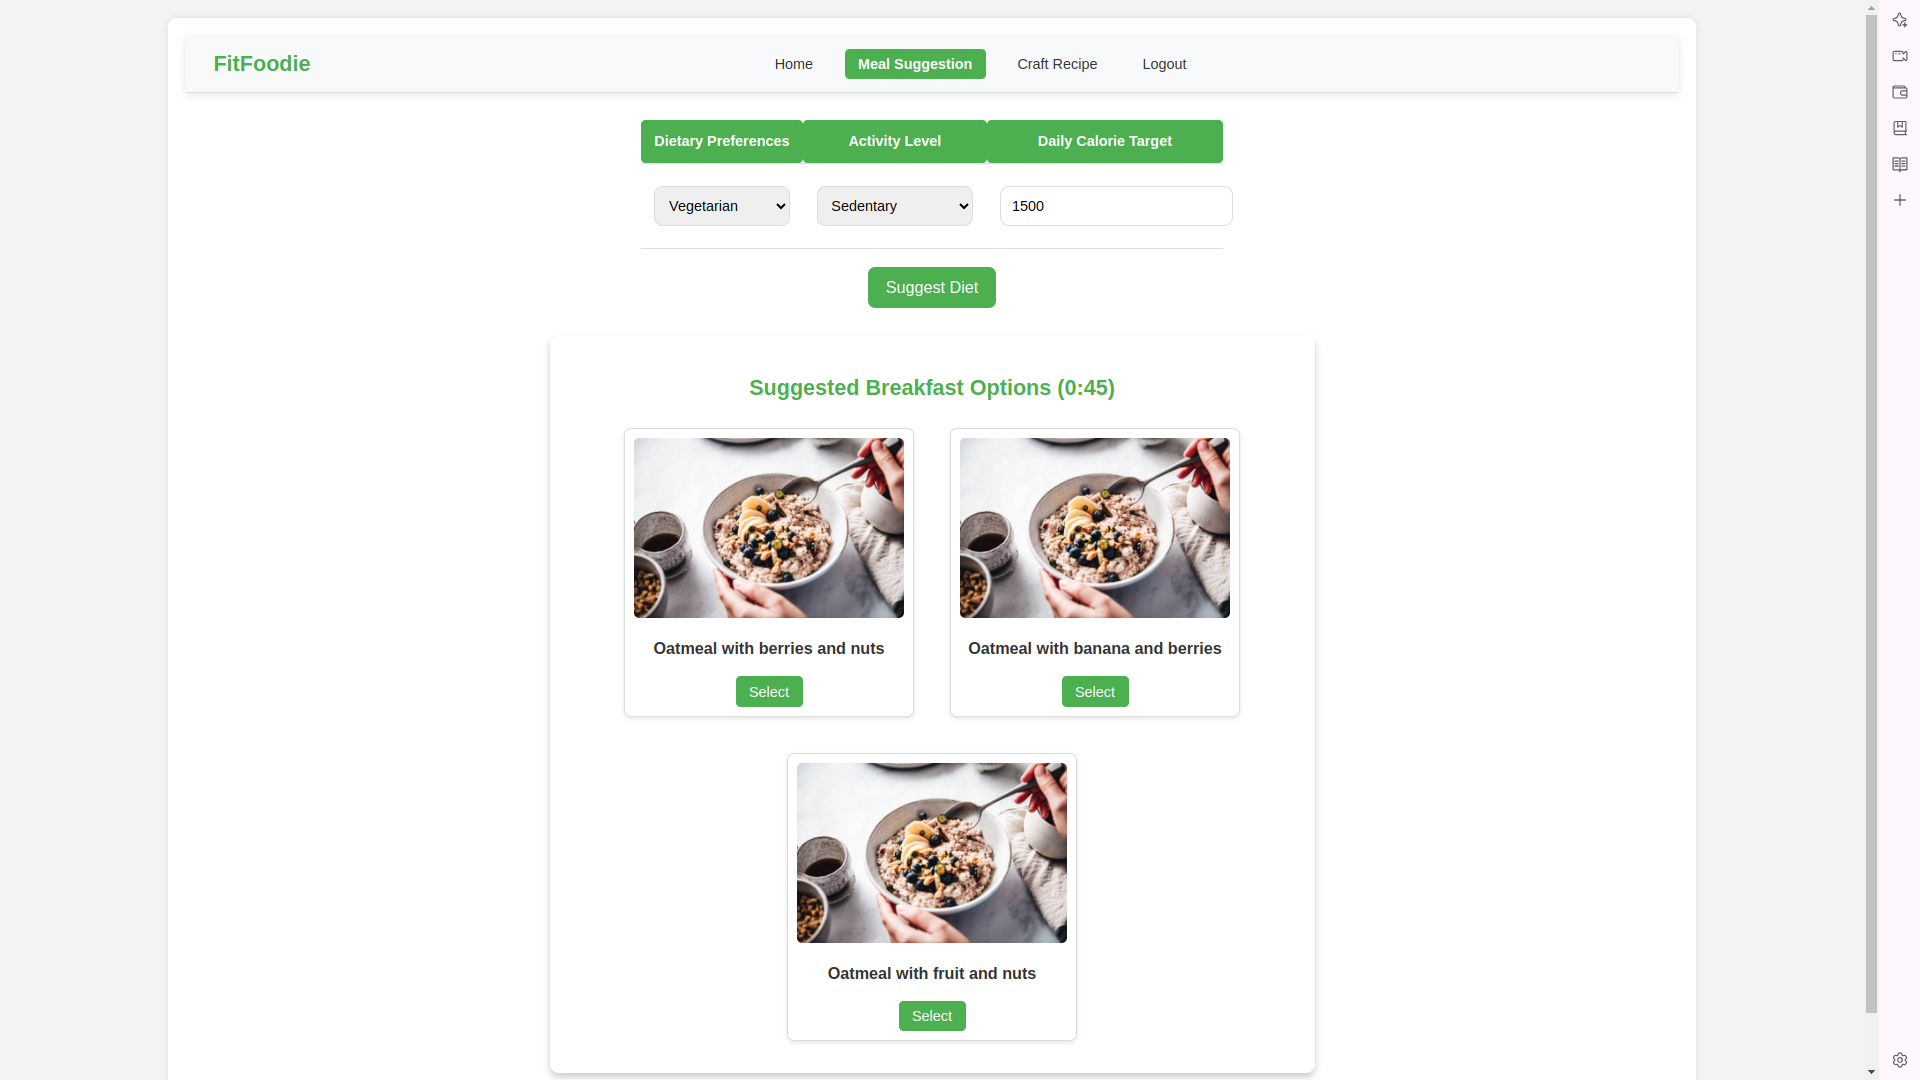 FitFoodie
Home
Meal Suggestion
Craft Recipe
Logout
Dietary Preferences
Activity Level
Daily Calorie Target
Vegetarian
Sedentary
1500
Suggest Diet
Suggested Breakfast Options (0:45)
Oatmeal with berries and nuts
Select
Oatmeal with banana and berries
Select
Oatmeal with fruit and nuts
Select